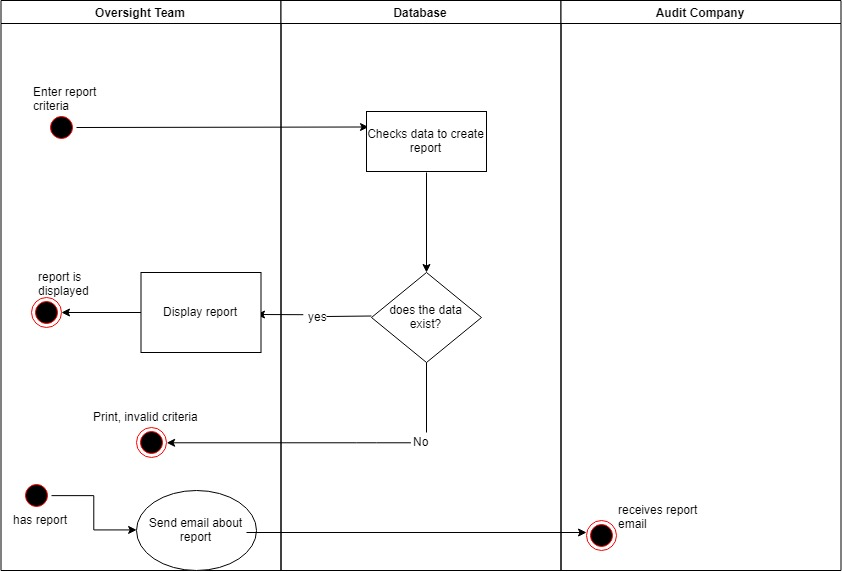 Oversight Team
Database
Audit Company
Enter report
criteria
Checks data to create
report
report is
displayed
Display report
yes
does the data
exist?
Print, invalid criteria
No
has report
Send email about
report
receives report
email